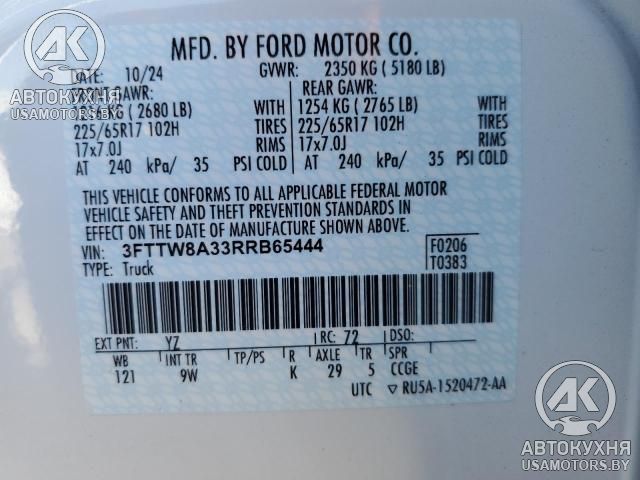 MFD. BY FORD MOTOR CO.
DATE: 10/24 GVWR: 2350 KG ( 5180 LB)
FRONT GAWR: REAR GAWR:
KG ( 2680 LB) WITH 1254 KG ( 2765 LB) WITH
225/65R17 102H TIRES 225/65R17 102H TIRES
17x7.0J RIMS 17x7.0J RIMS
AT 240 kPa/ 35 PSI COLD AT 240 kPa/ 35 PSI COLD
THIS VEHICLE CONFORMS TO ALL APPLICABLE FEDERAL MOTOR
VEHICLE SAFETY AND THEFT PREVENTION STANDARDS IN
EFFECT ON THE DATE OF MANUFACTURE SHOWN ABOVE.
VIN: 3FTTW8A33RRB65444 F0206
TYPE: Truck T0383
EXT PNT: YZ RC: 72 DSO:
WB INT TR TP/PS R AXLE TR SPR
121 9W K 29 5 CCGE
UTC ▽ RU5A-1520472-AA
АК
АВТОКУХНЯ
USAMOTORS.BY
АК
АВТОКУХНЯ
USAMOTORS.BY